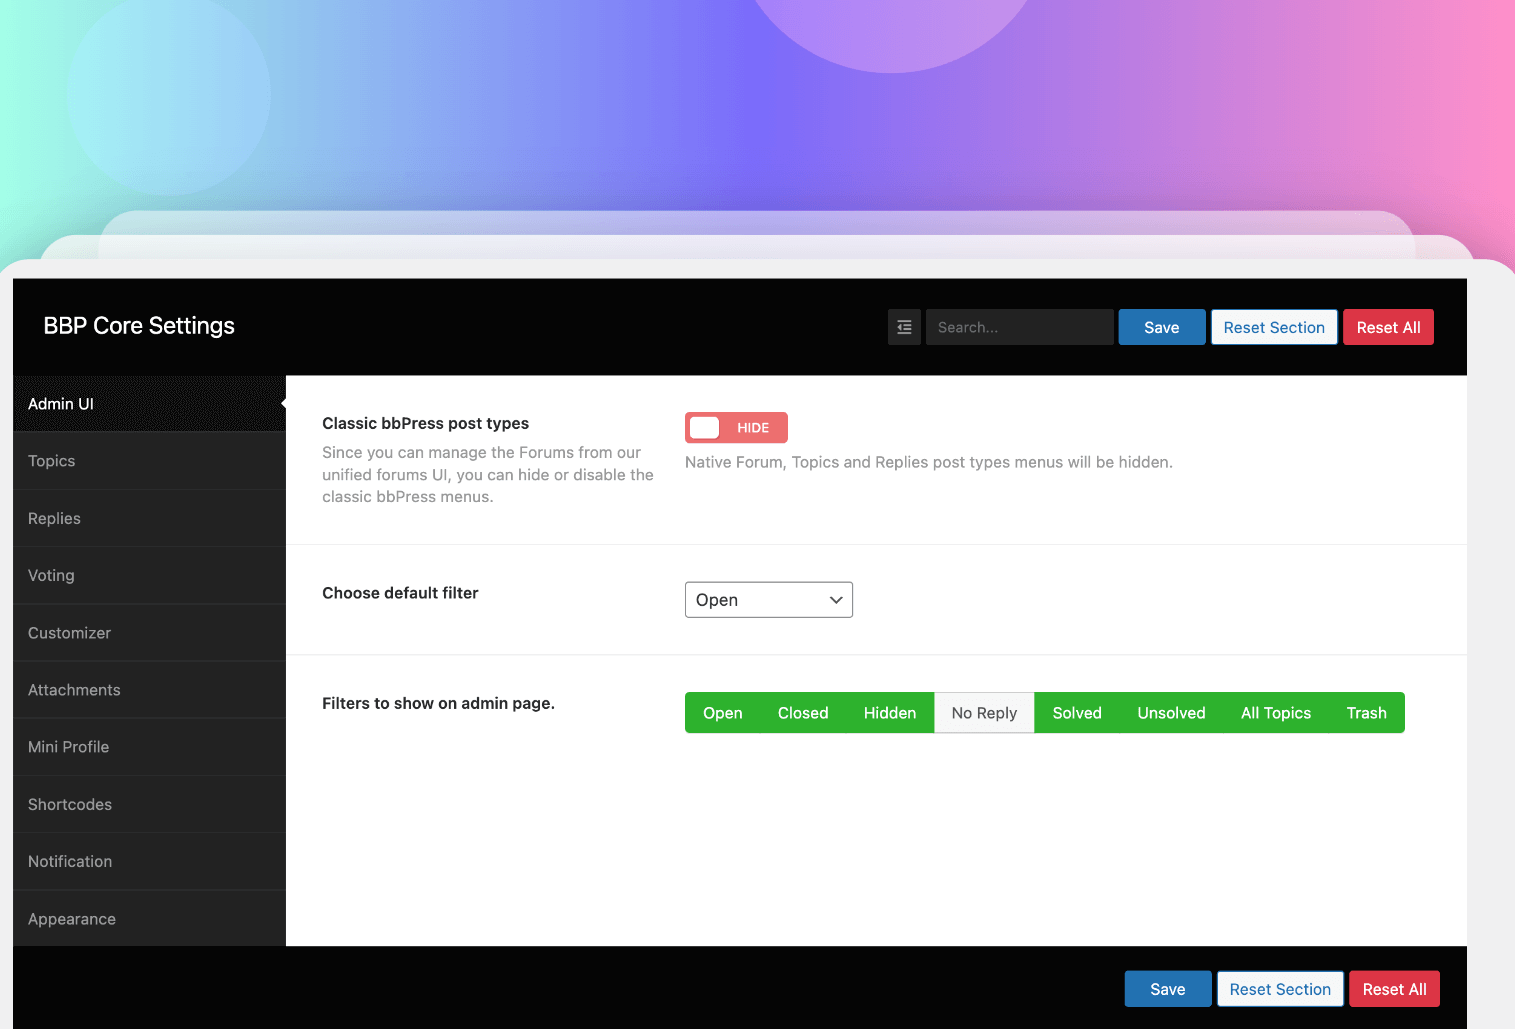 BBP Core Settings
Search...
Save
Reset Section
Reset All
Admin UI
Topics
Replies
Voting
Customizer
Attachments
Mini Profile
Shortcodes
Notification
Appearance
Classic bbPress post types
Since you can manage the Forums from our
unified forums UI, you can hide or disable the
classic bbPress menus.
HIDE
Native Forum, Topics and Replies post types menus will be hidden.
Choose default filter
Open
Filters to show on admin page.
Open Closed Hidden No Reply Solved Unsolved All Topics Trash
Save
Reset Section
Reset All